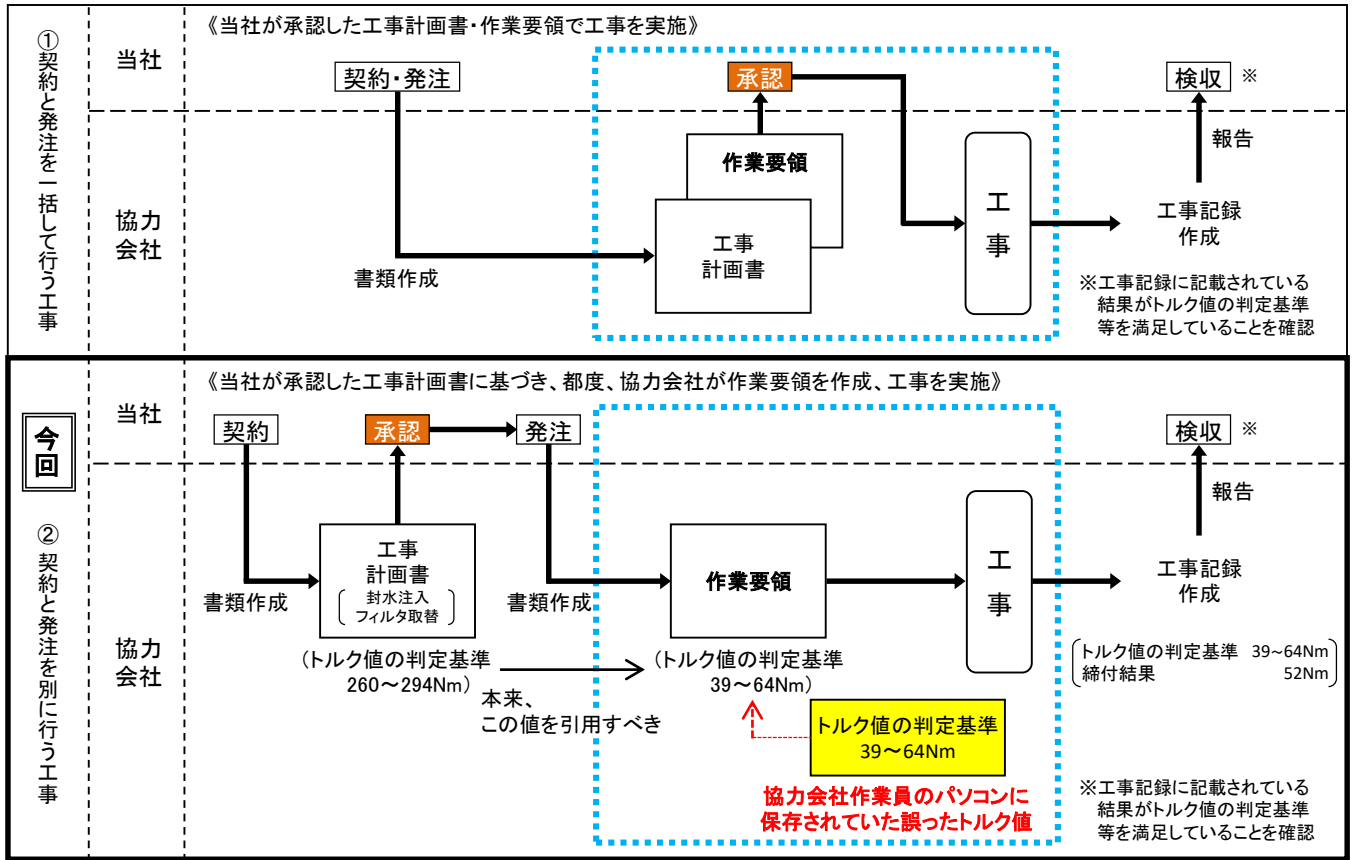 ①契約と発注を一括して行う工事
当社
協力
会社
《当社が承認した工事計画書・作業要領で工事を実施》
契約・発注
承認
検収 ※
作業要領
工事
計画書
書類作成
工
事
報告
工事記録
作成
※工事記録に記載されている
結果がトルク値の判定基準
等を満足していることを確認
今
回
②契約と発注を別に行う工事
当社
協力
会社
《当社が承認した工事計画書に基づき、都度、協力会社が作業要領を作成、工事を実施》
契約
承認
発注
検収 ※
書類作成
工事
計画書
封水注入
フィルタ取替
(トルク値の判定基準
260～294Nm)
本来、
この値を引用すべき
書類作成
作業要領
(トルク値の判定基準
39～64Nm)
トルク値の判定基準
39～64Nm
協力会社作業員のパソコンに
保存されていた誤ったトルク値
工
事
報告
工事記録
作成
トルク値の判定基準 39～64Nm
締付結果 52Nm
※工事記録に記載されている
結果がトルク値の判定基準
等を満足していることを確認